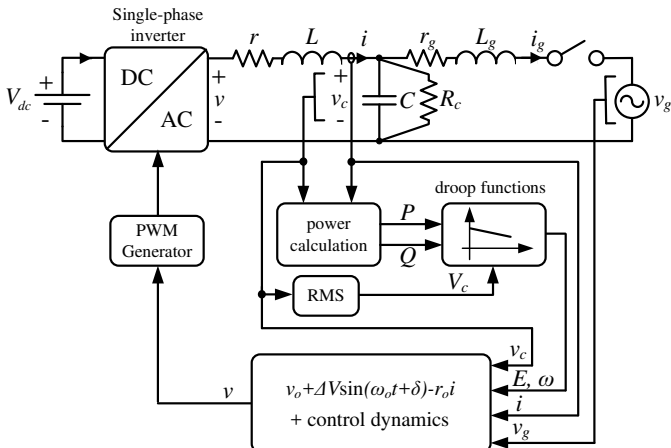 Single-phase
inverter
r
L
i
r_g
L_g
i_g
DC
AC
V_dc
+
-
+
v
-
+
v_c
-
C
R_c
v_g
droop functions
PWM
Generator
power
calculation
P
Q
RMS
V_c
v_c
v
v_o+ΔVsin(ω_ot+δ)-r_oi
+ control dynamics
E, ω
i
v_g